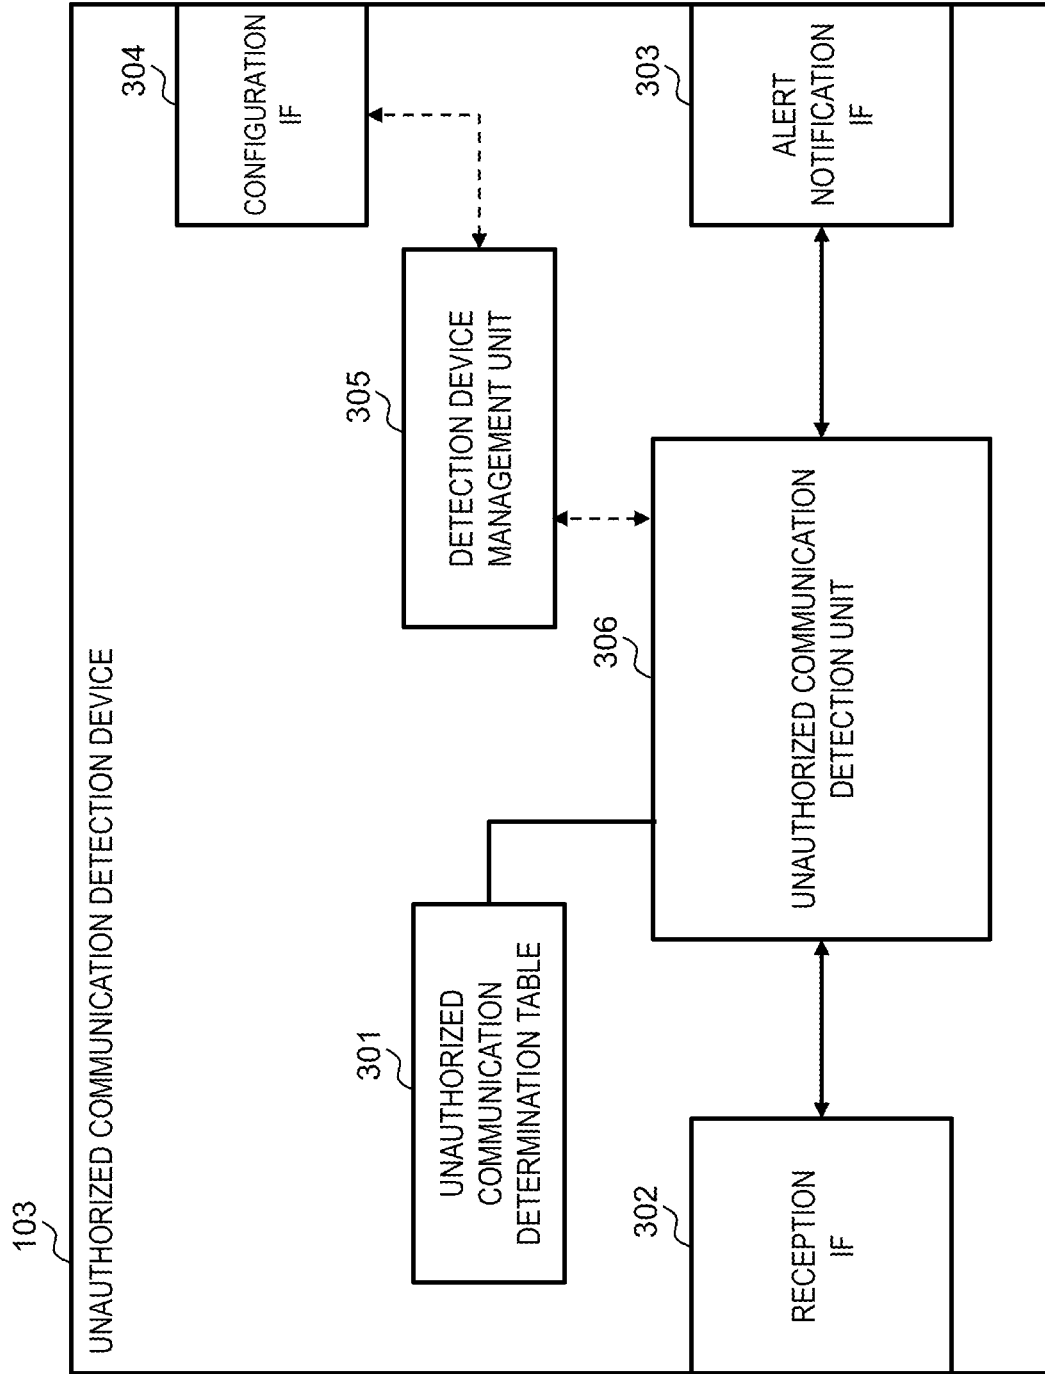 103
UNAUTHORIZED COMMUNICATION DETECTION DEVICE
304
CONFIGURATION
IF
305
DETECTION DEVICE
MANAGEMENT UNIT
301
UNAUTHORIZED
COMMUNICATION
DETERMINATION TABLE
302
RECEPTION
IF
306
UNAUTHORIZED COMMUNICATION
DETECTION UNIT
303
ALERT
NOTIFICATION
IF